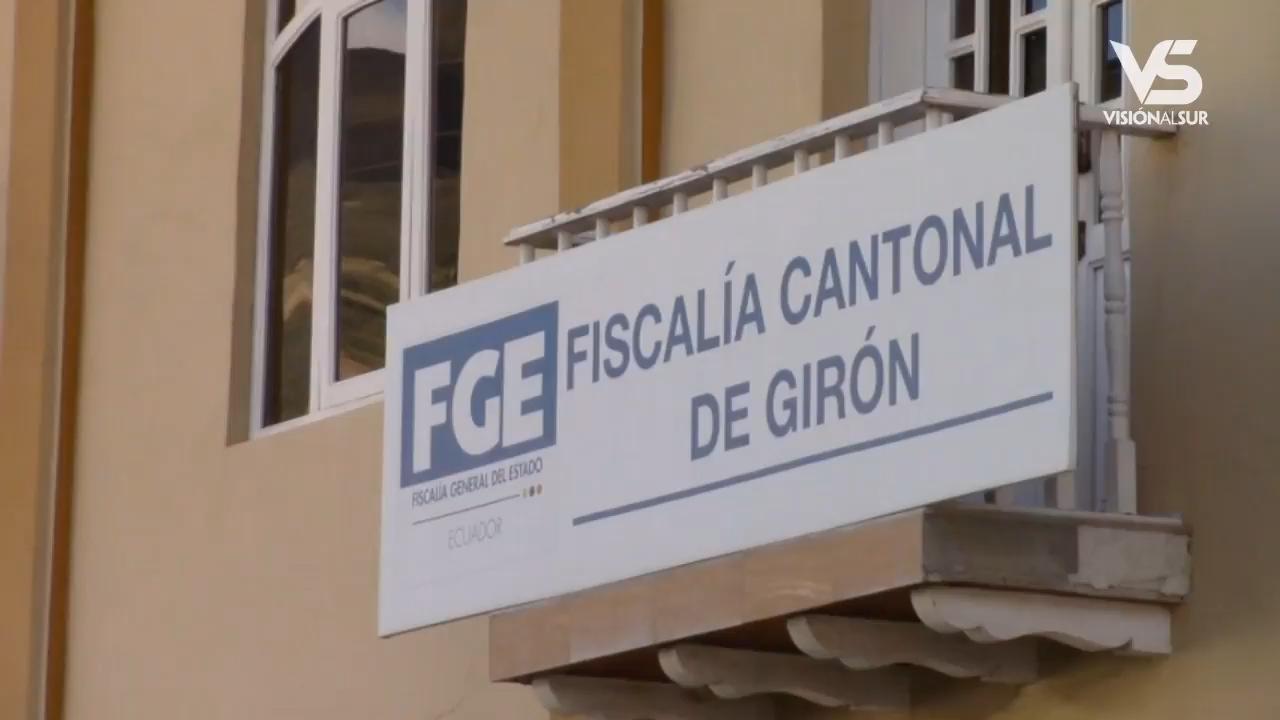 VS
VISIÓNALSUR
FISCALÍA CANTONAL
DE GIRÓN
FGE
FISCALÍA GENERAL DEL ESTADO
ECUADOR